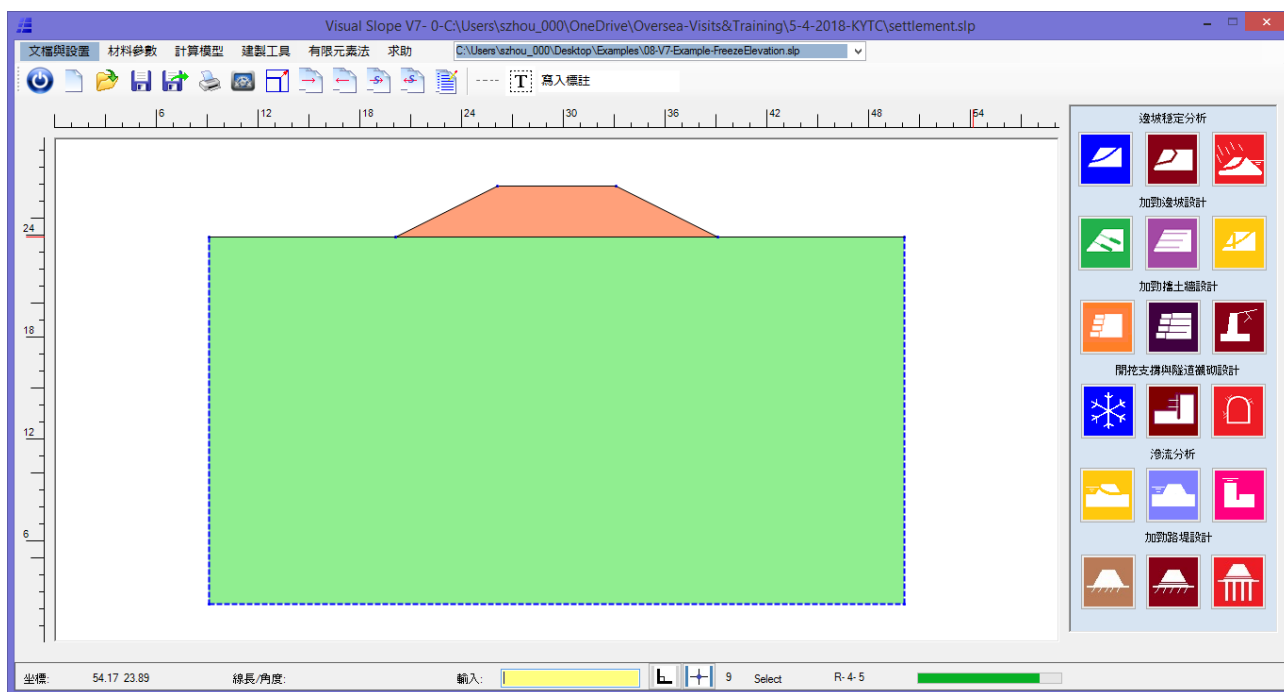 Visual Slope V7- 0-C:\Users\szhou_000\OneDrive\Oversea-Visits&Training\5-4-2018-KYTC\settlement.slp
文檔與設置 材料參數 計算模型 建製工具 有限元素法 求助 C:\Users\szhou_000\Desktop\Examples\08-V7-Example-FreezeElevation.slp
T 寫入標註
6 12 18 24 30 36 42 48 54
24
18
12
6
邊坡穩定分析
加勁邊坡設計
加勁擋土牆設計
開挖支撐與隧道襯砌設計
滲流分析
加勁路堤設計
坐標: 54.17 23.89 線長/角度: 輸入: 9 Select R- 4- 5